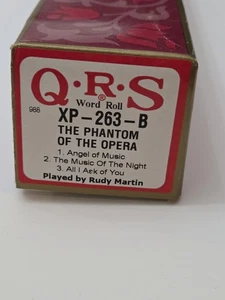 Q·R·S
®
Word Roll
986
XP-263-B
THE PHANTOM
OF THE OPERA
1. Angel of Music
2. The Music Of The Night
3. All I Ask of You
Played by Rudy Martin